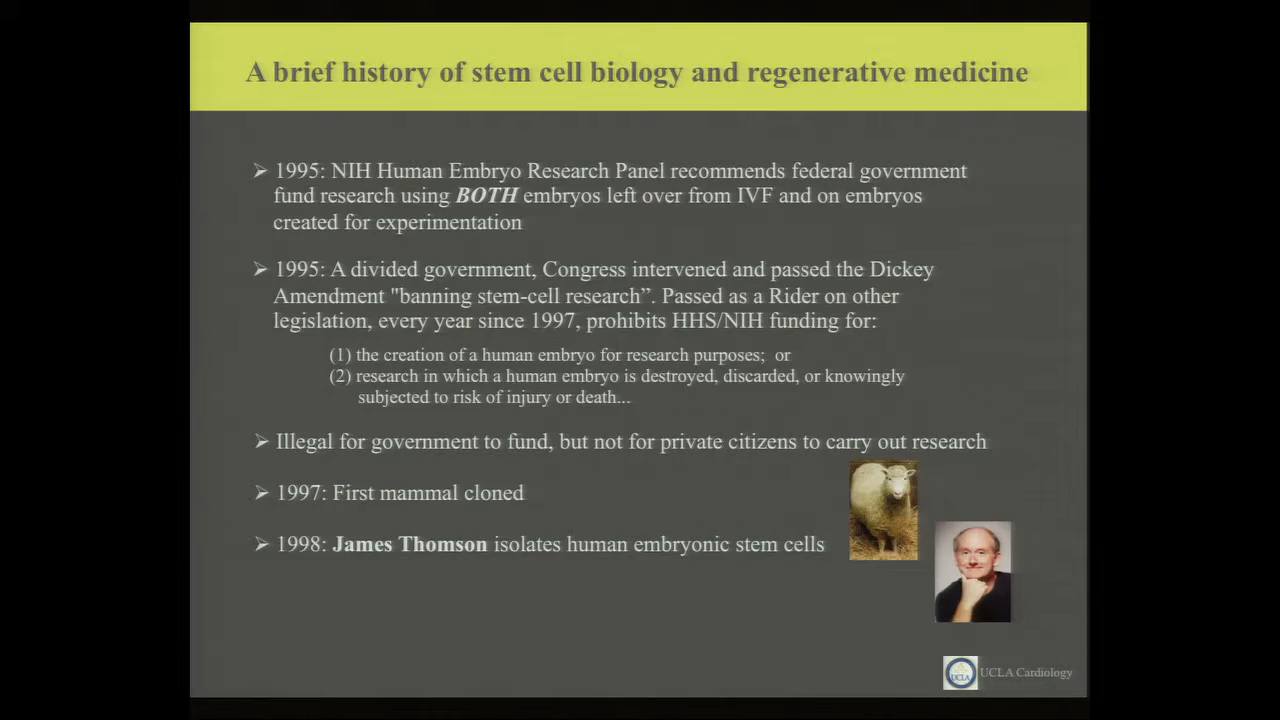 A brief history of stem cell biology and regenerative medicine
➢ 1995: NIH Human Embryo Research Panel recommends federal government
fund research using BOTH embryos left over from IVF and on embryos
created for experimentation
➢ 1995: A divided government, Congress intervened and passed the Dickey
Amendment "banning stem-cell research”. Passed as a Rider on other
legislation, every year since 1997, prohibits HHS/NIH funding for:
(1) the creation of a human embryo for research purposes; or
(2) research in which a human embryo is destroyed, discarded, or knowingly
subjected to risk of injury or death...
➢ Illegal for government to fund, but not for private citizens to carry out research
➢ 1997: First mammal cloned
➢ 1998: James Thomson isolates human embryonic stem cells
UCLA
UCLA Cardiology